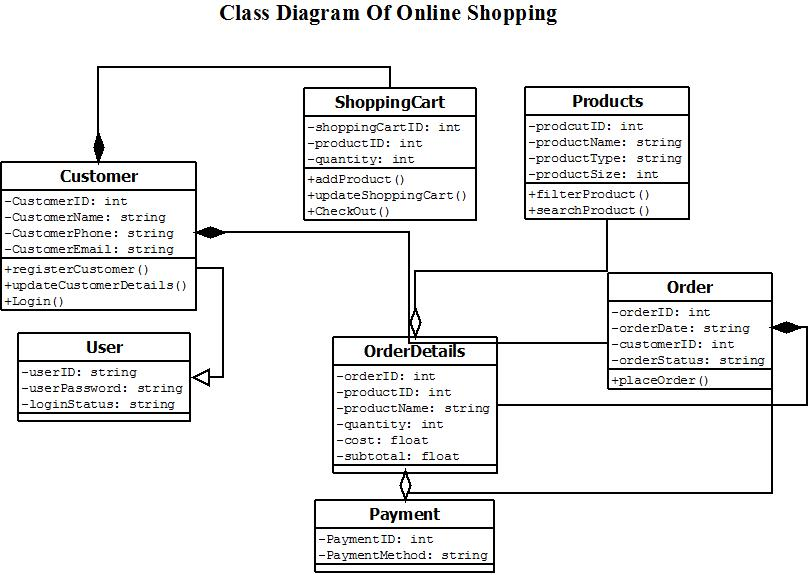 Class Diagram Of Online Shopping
ShoppingCart
-shoppingCartID: int
-productID: int
-quantity: int
+addProduct()
+updateShoppingCart()
+CheckOut()
Products
-prodcutID: int
-productName: string
-productType: string
-productSize: int
+filterProduct()
+searchProduct()
Customer
-CustomerID: int
-CustomerName: string
-CustomerPhone: string
-CustomerEmail: string
+registerCustomer()
+updateCustomerDetails()
+Login()
Order
-orderID: int
-orderDate: string
-customerID: int
-orderStatus: string
+placeOrder()
User
-userID: string
-userPassword: string
-loginStatus: string
OrderDetails
-orderID: int
-productID: int
-productName: string
-quantity: int
-cost: float
-subtotal: float
Payment
-PaymentID: int
-PaymentMethod: string